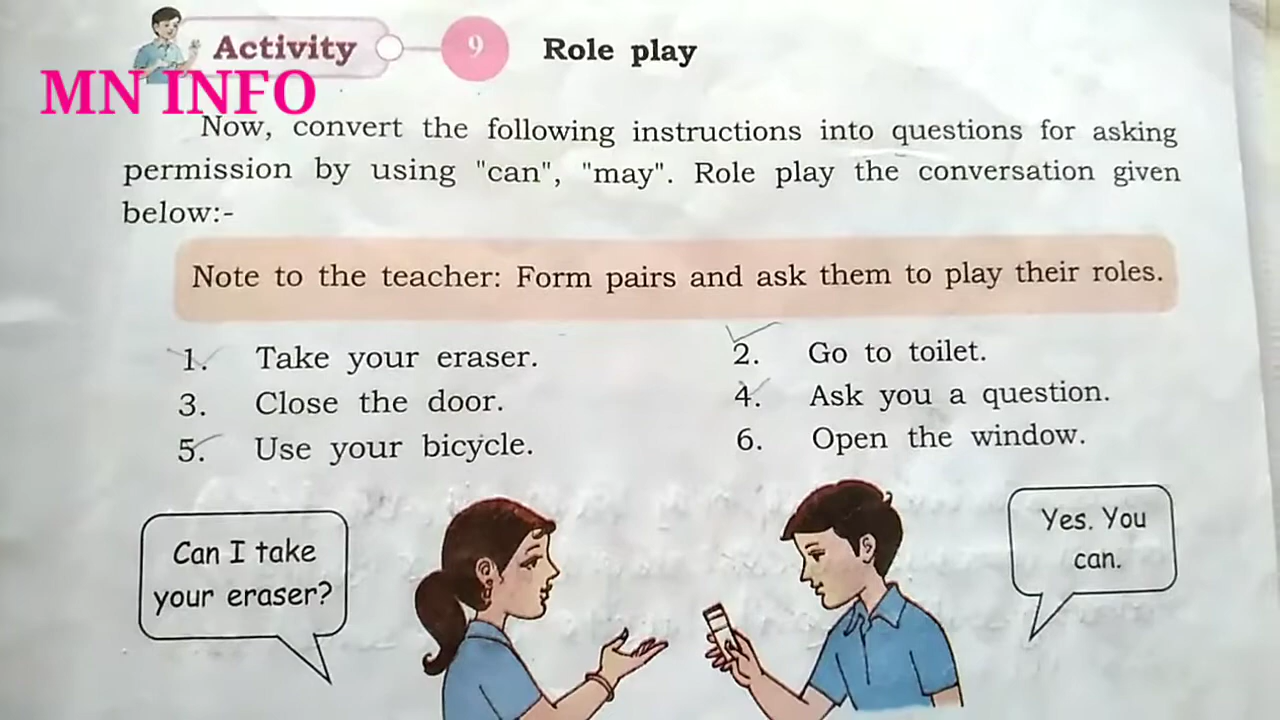 Activity 9 Role play
MN INFO
Now, convert the following instructions into questions for asking
permission by using "can", "may". Role play the conversation given
below:-
Note to the teacher: Form pairs and ask them to play their roles.
1. Take your eraser. 2. Go to toilet.
3. Close the door. 4. Ask you a question.
5. Use your bicycle. 6. Open the window.
Can I take
your eraser?
Yes. You
can.